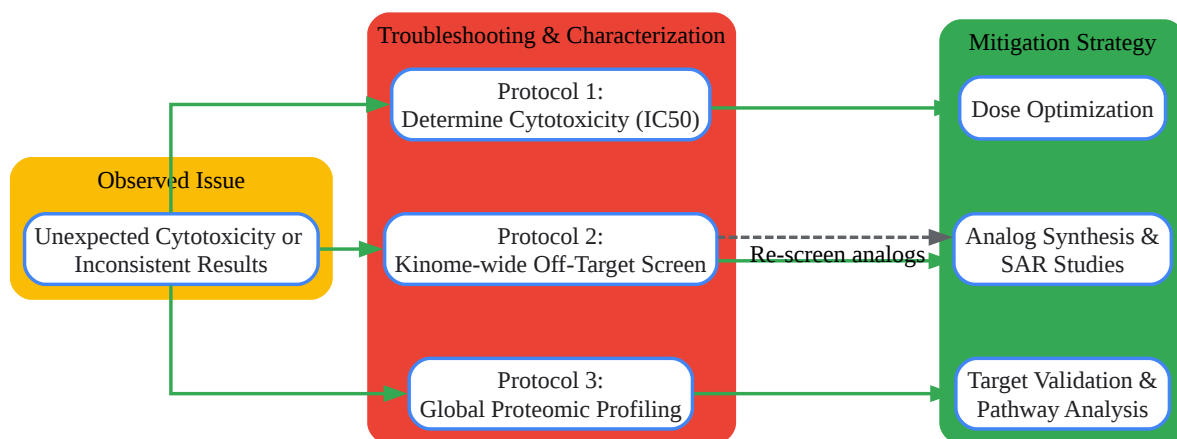 Troubleshooting & Characterization
Mitigation Strategy
Protocol 1:
Determine Cytotoxicity (IC50)
Dose Optimization
Observed Issue
Unexpected Cytotoxicity or
Inconsistent Results
Protocol 2:
Kinome-wide Off-Target Screen
Re-screen analogs
Analog Synthesis &
SAR Studies
Protocol 3:
Global Proteomic Profiling
Target Validation &
Pathway Analysis